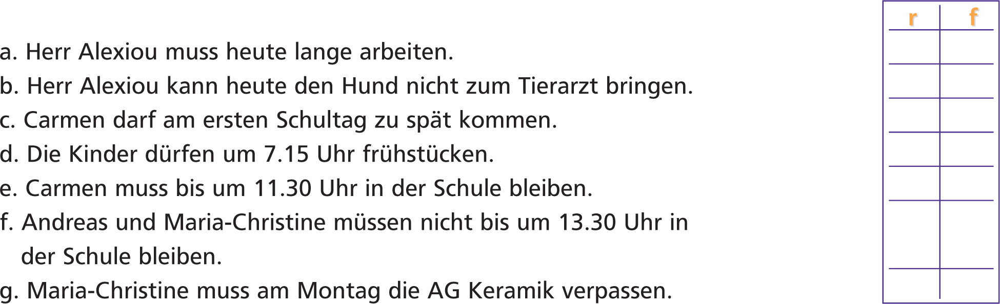 r f
a. Herr Alexiou muss heute lange arbeiten.
b. Herr Alexiou kann heute den Hund nicht zum Tierarzt bringen.
c. Carmen darf am ersten Schultag zu spät kommen.
d. Die Kinder dürfen um 7.15 Uhr frühstücken.
e. Carmen muss bis um 11.30 Uhr in der Schule bleiben.
f. Andreas und Maria-Christine müssen nicht bis um 13.30 Uhr in
der Schule bleiben.
g. Maria-Christine muss am Montag die AG Keramik verpassen.